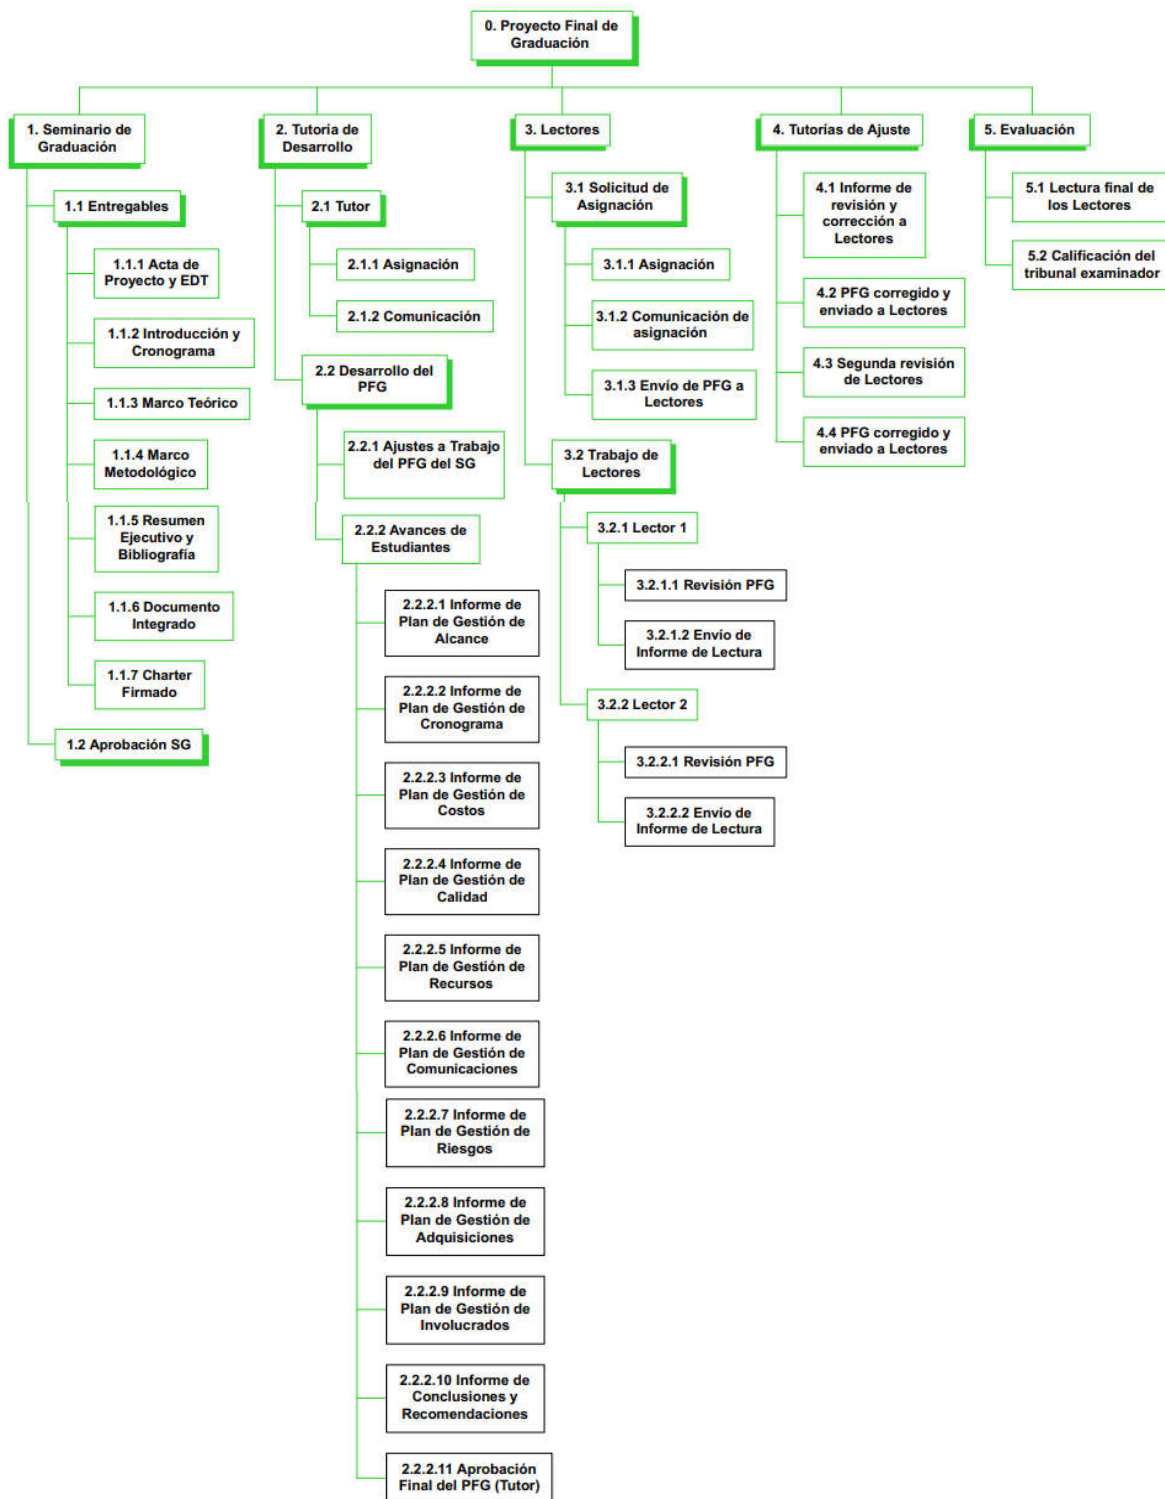 0. Proyecto Final de
Graduación
1. Seminario de
Graduación
1.1 Entregables
1.1.1 Acta de
Proyecto y EDT
1.1.2 Introducción y
Cronograma
1.1.3 Marco Teórico
1.1.4 Marco
Metodológico
1.1.5 Resumen
Ejecutivo y
Bibliografía
1.1.6 Documento
Integrado
1.1.7 Charter
Firmado
1.2 Aprobación SG
2. Tutoria de
Desarrollo
2.1 Tutor
2.1.1 Asignación
2.1.2 Comunicación
2.2 Desarrollo del
PFG
2.2.1 Ajustes a Trabajo
del PFG del SG
2.2.2 Avances de
Estudiantes
2.2.2.1 Informe de
Plan de Gestión de
Alcance
2.2.2.2 Informe de
Plan de Gestión de
Cronograma
2.2.2.3 Informe de
Plan de Gestión de
Costos
2.2.2.4 Informe de
Plan de Gestión de
Calidad
2.2.2.5 Informe de
Plan de Gestión de
Recursos
2.2.2.6 Informe de
Plan de Gestión de
Comunicaciones
2.2.2.7 Informe de
Plan de Gestión de
Riesgos
2.2.2.8 Informe de
Plan de Gestión de
Adquisiciones
2.2.2.9 Informe de
Plan de Gestión de
Involucrados
2.2.2.10 Informe de
Conclusiones y
Recomendaciones
2.2.2.11 Aprobación
Final del PFG (Tutor)
3. Lectores
3.1 Solicitud de
Asignación
3.1.1 Asignación
3.1.2 Comunicación de
asignación
3.1.3 Envío de PFG a
Lectores
3.2 Trabajo de
Lectores
3.2.1 Lector 1
3.2.1.1 Revisión PFG
3.2.1.2 Envío de
Informe de Lectura
3.2.2 Lector 2
3.2.2.1 Revisión PFG
3.2.2.2 Envío de
Informe de Lectura
4. Tutorías de Ajuste
4.1 Informe de
revisión y
corrección a
Lectores
4.2 PFG corregido y
enviado a Lectores
4.3 Segunda revisión
de Lectores
4.4 PFG corregido y
enviado a Lectores
5. Evaluación
5.1 Lectura final de
los Lectores
5.2 Calificación del
tribunal examinador